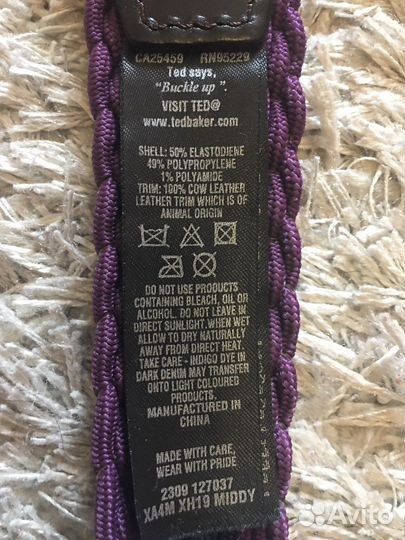 CA25459 RN95229
Ted says,
"Buckle up".
VISIT TED@
www.tedbaker.com
SHELL: 50% ELASTODIENE
49% POLYPROPYLENE
1% POLYAMIDE
TRIM: 100% COW LEATHER
LEATHER TRIM WHICH IS OF
ANIMAL ORIGIN
DO NOT USE PRODUCTS
CONTAINING BLEACH, OIL OR
ALCOHOL. DO NOT LEAVE IN
DIRECT SUNLIGHT. WHEN WET
ALLOW TO DRY NATURALLY
AWAY FROM DIRECT HEAT.
TAKE CARE - INDIGO DYE IN
DARK DENIM MAY TRANSFER
ONTO LIGHT COLOURED
PRODUCTS.
MANUFACTURED IN
CHINA
MADE WITH CARE,
WEAR WITH PRIDE
2309 127037
XA4M XH19 MIDDY
Avito